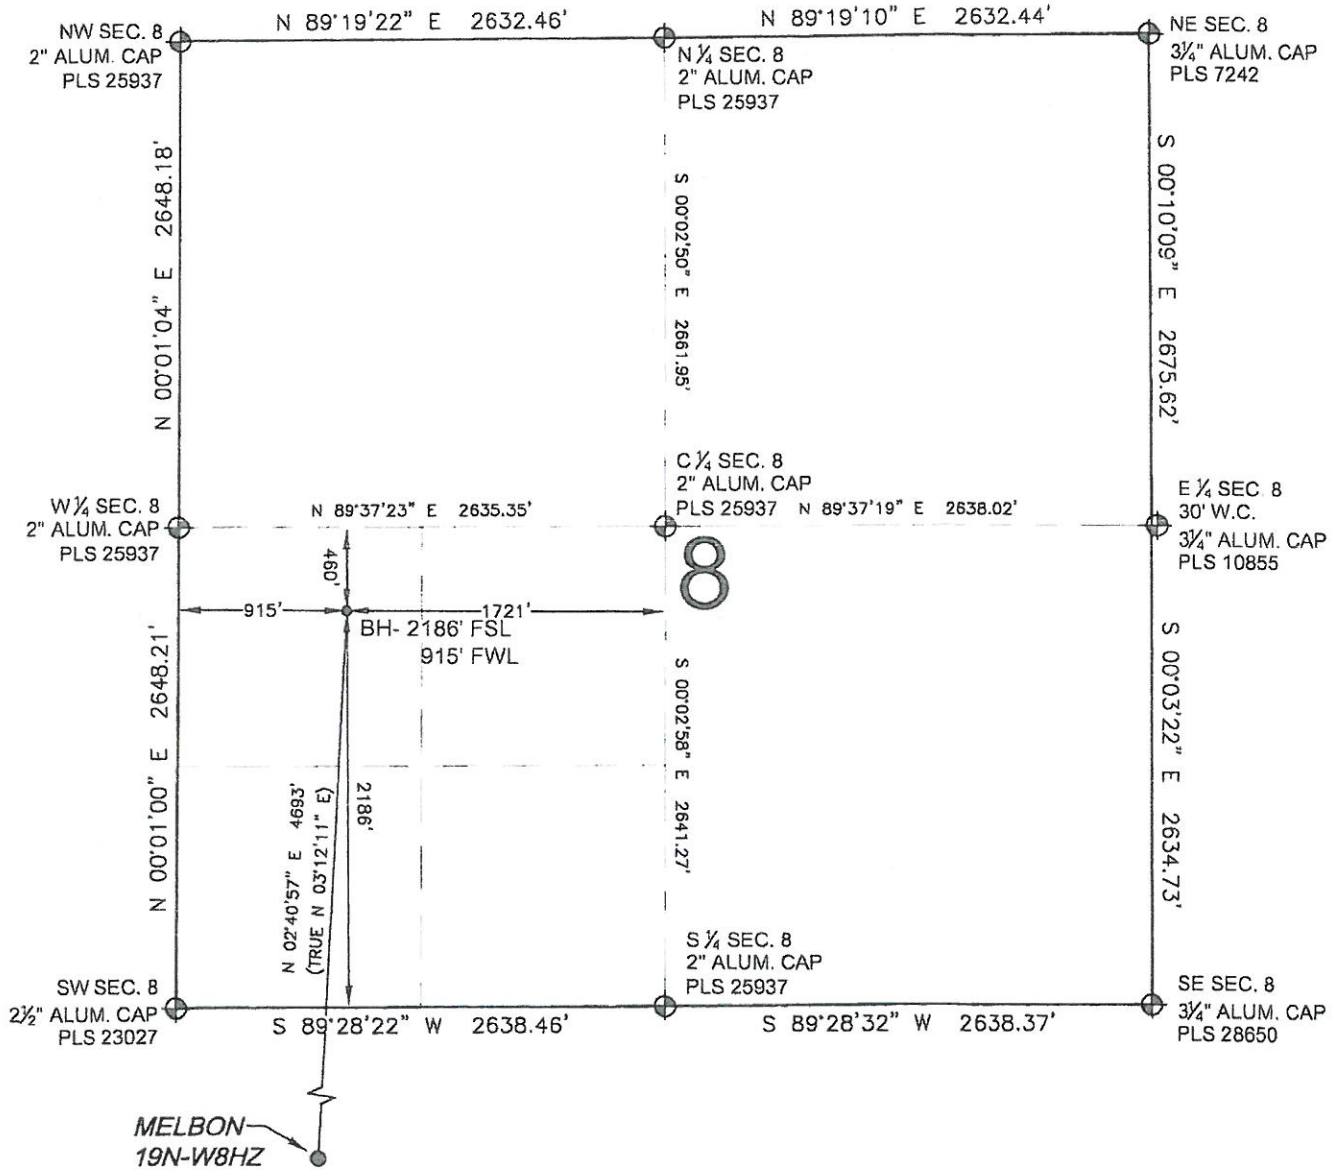 N 89°19'22" E 2632.46'
N 89°19'10" E 2632.44'
NW SEC. 8
2" ALUM. CAP
PLS 25937
N ¼ SEC. 8
2" ALUM. CAP
PLS 25937
NE SEC. 8
3¼" ALUM. CAP
PLS 7242
N 00°01'04" E 2648.18'
S 00°02'50" E 2661.95'
S 00°10'09" E 2675.62'
W ¼ SEC. 8
2" ALUM. CAP
PLS 25937
N 89°37'23" E 2635.35'
C ¼ SEC. 8
2" ALUM. CAP
PLS 25937
N 89°37'19" E 2638.02'
E ¼ SEC. 8
30' W.C.
3¼" ALUM. CAP
PLS 10855
8
460'
915'
1721'
BH- 2186' FSL
915' FWL
N 00°01'00" E 2648.21'
S 00°02'58" E 2641.27'
S 00°03'22" E 2634.73'
N 02°40'57" E 4693'
(TRUE N 03°12'11" E)
2186'
SW SEC. 8
2½" ALUM. CAP
PLS 23027
S 89°28'22" W 2638.46'
S ¼ SEC. 8
2" ALUM. CAP
PLS 25937
S 89°28'32" W 2638.37'
SE SEC. 8
3¼" ALUM. CAP
PLS 28650
MELBON
19N-W8HZ